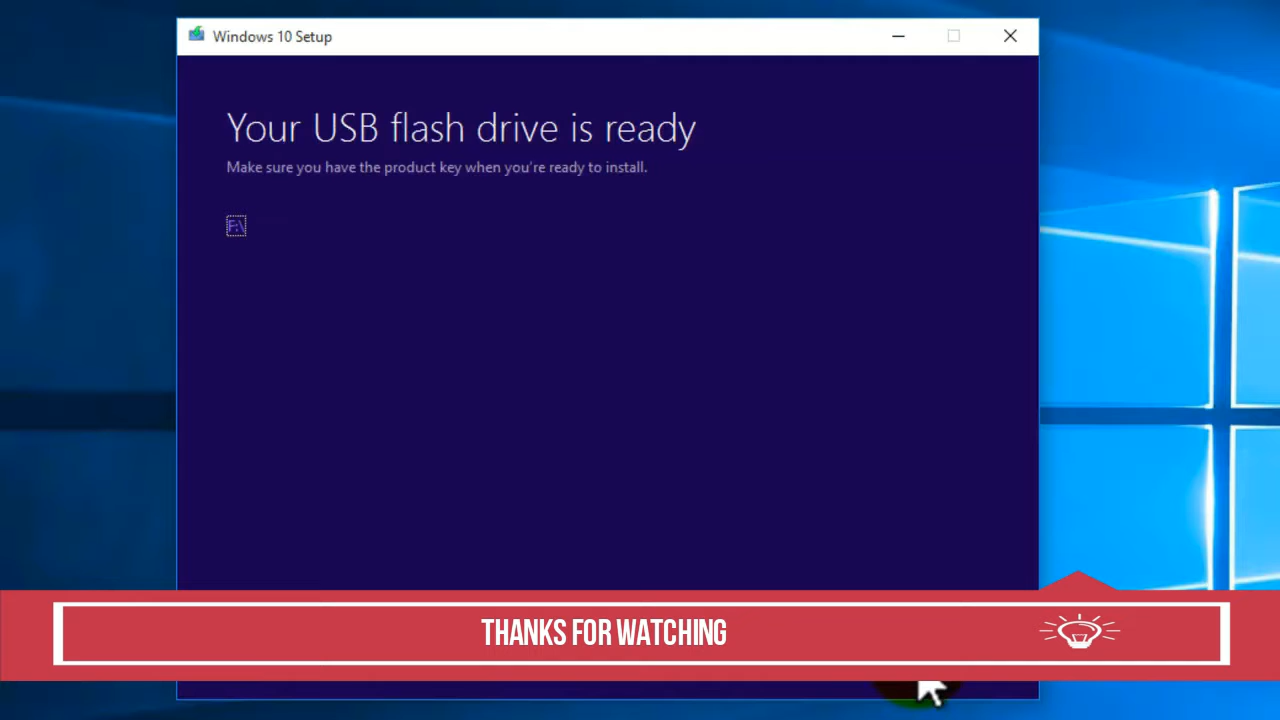 Windows 10 Setup
Your USB flash drive is ready
Make sure you have the product key when you're ready to install.
F:\
THANKS FOR WATCHING